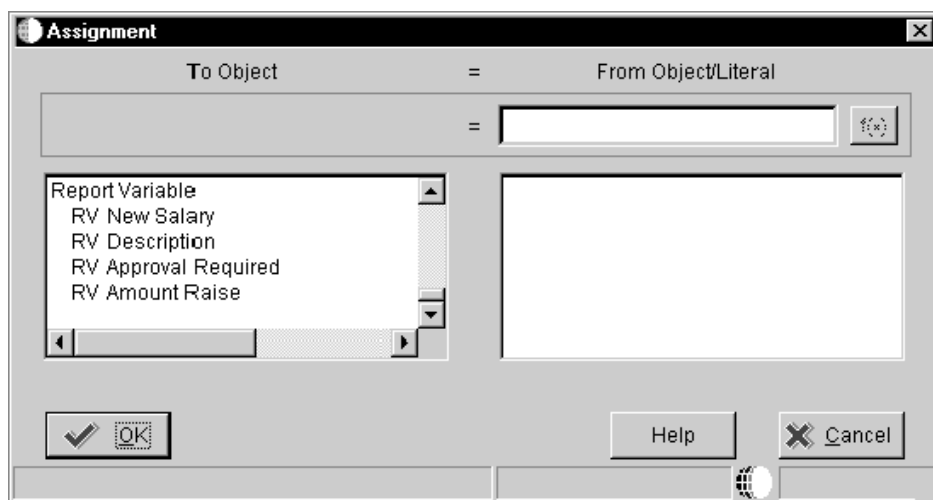 Assignment
To Object = From Object/Literal
= f(x)
Report Variable
RV New Salary
RV Description
RV Approval Required
RV Amount Raise
OK Help Cancel